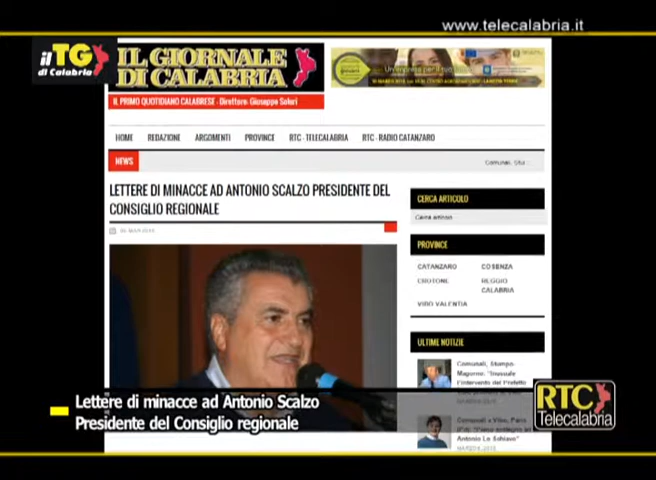 www.telecalabria.it
il TG
di Calabria
IL GIORNALE
DI CALABRIA
IL PRIMO QUOTIDIANO CALABRESE - Direttore: Giuseppe Soluri
HOME REDAZIONE ARGOMENTI PROVINCE RTC - TELECALABRIA RTC - RADIO CATANZARO
NEWS
LETTERE DI MINACCE AD ANTONIO SCALZO PRESIDENTE DEL
CONSIGLIO REGIONALE
CERCA ARTICOLO
Cerca articolo
PROVINCE
CATANZARO COSENZA
CROTONE REGGIO
CALABRIA
VIBO VALENTIA
ULTIME NOTIZIE
Lettere di minacce ad Antonio Scalzo
Presidente del Consiglio regionale
RTC
Telecalabria